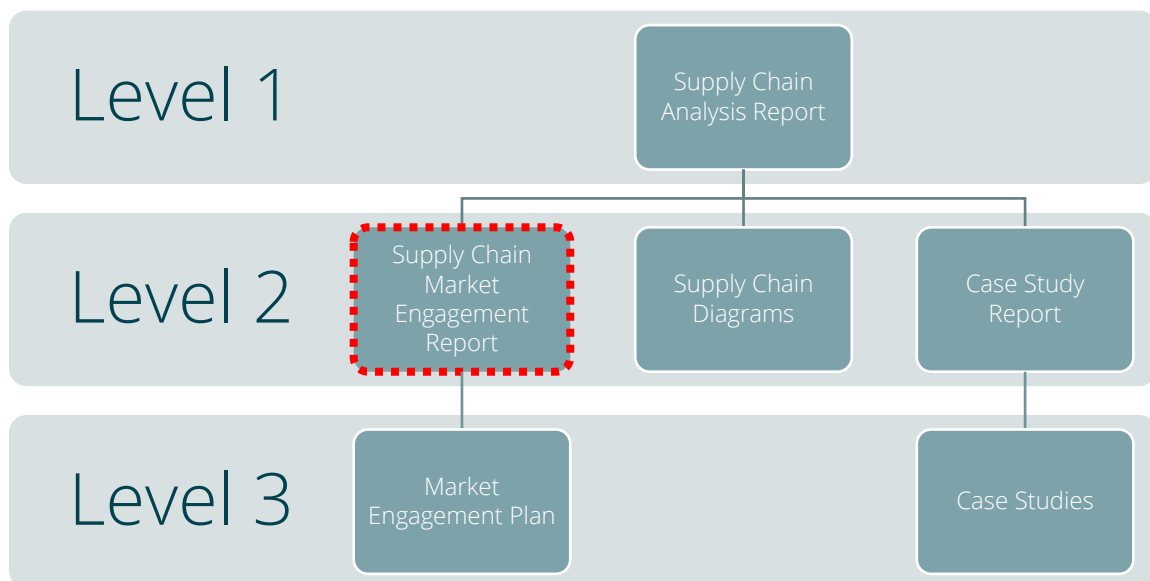 Level 1
Supply Chain
Analysis Report
Level 2
Supply Chain
Market
Engagement
Report
Supply Chain
Diagrams
Case Study
Report
Level 3
Market
Engagement Plan
Case Studies